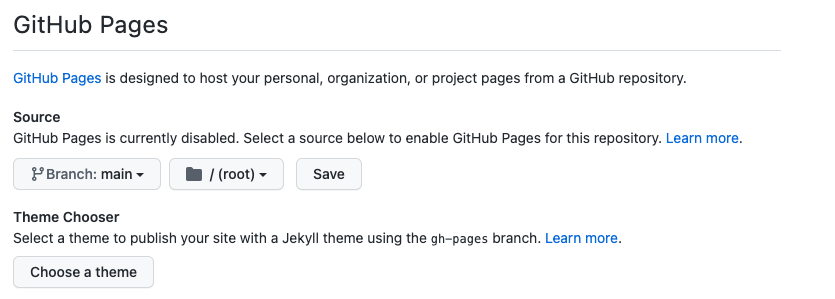 GitHub Pages
GitHub Pages is designed to host your personal, organization, or project pages from a GitHub repository.
Source
GitHub Pages is currently disabled. Select a source below to enable GitHub Pages for this repository. Learn more.
Branch: main / (root) Save
Theme Chooser
Select a theme to publish your site with a Jekyll theme using the gh-pages branch. Learn more.
Choose a theme